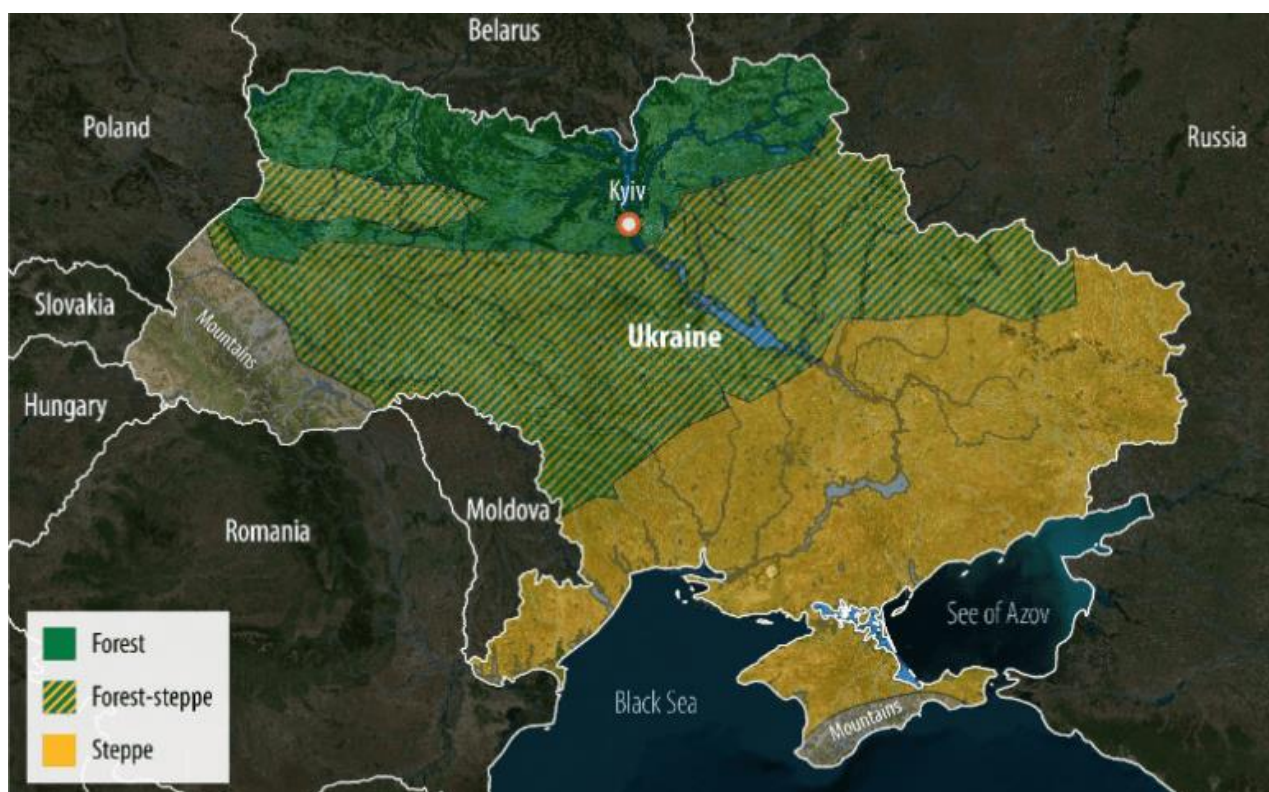 Belarus
Poland
Russia
Kyiv
Slovakia
Mountains
Ukraine
Hungary
Moldova
Romania
See of Azov
Black Sea
Mountains
Forest
Forest-steppe
Steppe